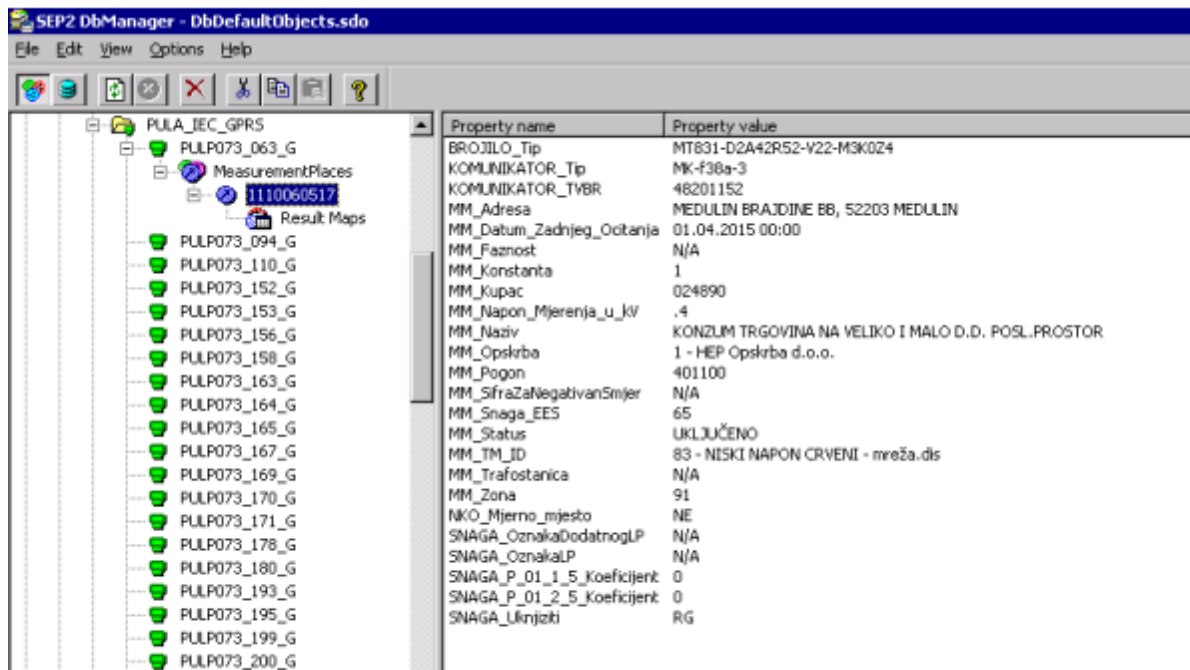 SEP2 DbManager - DbDefaultObjects.sdo
File Edit View Options Help
PULA_IEC_GPRS
PULP073_063_G
MeasurementPlaces
1110060517
Result Maps
PULP073_094_G
PULP073_110_G
PULP073_152_G
PULP073_153_G
PULP073_156_G
PULP073_158_G
PULP073_163_G
PULP073_164_G
PULP073_165_G
PULP073_167_G
PULP073_169_G
PULP073_170_G
PULP073_171_G
PULP073_178_G
PULP073_180_G
PULP073_193_G
PULP073_195_G
PULP073_199_G
PULP073_200_G
Property name Property value
BROJILO_Tip MT831-D2A42R52-V22-M3K0Z4
KOMUNIKATOR_Tip MK-f38a-3
KOMUNIKATOR_TVBR 48201152
MM_Adresa MEDULIN BRAJDINE BB, 52203 MEDULIN
MM_Datum_Zadnjeg_Ocitanja 01.04.2015 00:00
MM_Faznost N/A
MM_Konstanta 1
MM_Kupac 024890
MM_Napon_Mjerenja_u_kV .4
MM_Naziv KONZUM TRGOVINA NA VELIKO I MALO D.D. POSL.PROSTOR
MM_Opskrba 1 - HEP Opskrba d.o.o.
MM_Pogon 401100
MM_SifraZaNegativanSmjer N/A
MM_Snaga_EES 65
MM_Status UKLJUČENO
MM_TM_ID 83 - NISKI NAPON CRVENI - mreža.dis
MM_Trafostanica N/A
MM_Zona 91
NKO_Mjerno_mjesto NE
SNAGA_OznakaDodatnogLP N/A
SNAGA_OznakaLP N/A
SNAGA_P_01_1_5_Koeficijent 0
SNAGA_P_01_2_5_Koeficijent 0
SNAGA_Uknjiziti RG